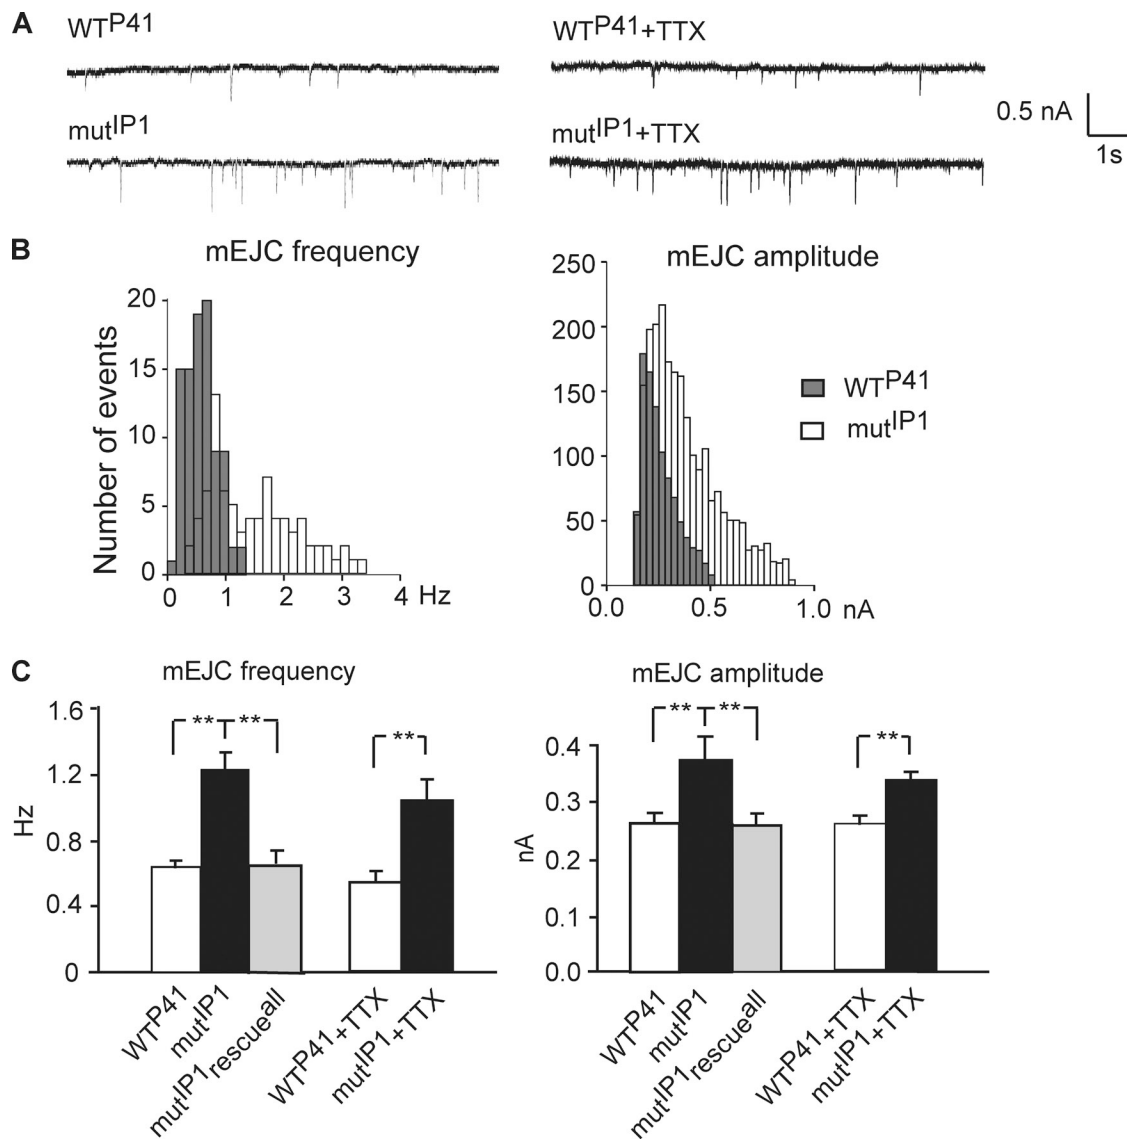 A
WTP41
WTP41+TTX
mutIP1
mutIP1+TTX
0.5 nA
1s
B
mEJC frequency
mEJC amplitude
Number of events
20
15
10
5
0
0 1 2 3 4 Hz
250
200
150
100
50
0
0.0 0.5 1.0 nA
WTP41
mutIP1
C
mEJC frequency
mEJC amplitude
Hz
1.6
1.2
0.8
0.4
0
** **
**
WTP41
mutIP1
mutIP1rescueall
WTP41+TTX
mutIP1+TTX
nA
0.4
0.3
0.2
0.1
0.0
** **
**
WTP41
mutIP1
mutIP1rescueall
WTP41+TTX
mutIP1+TTX